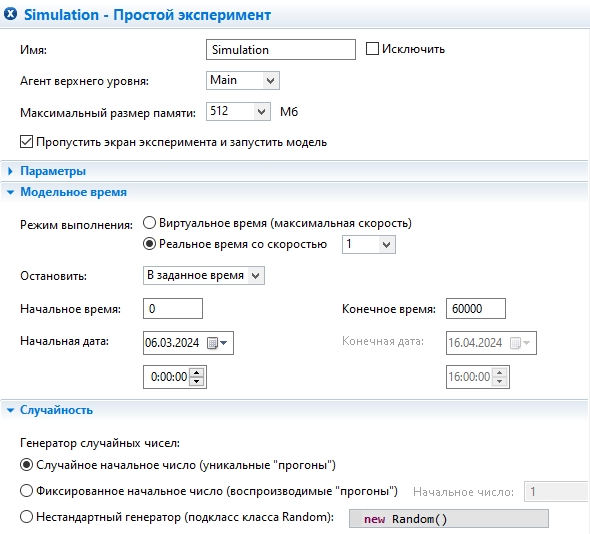 Simulation - Простой эксперимент
Имя: Simulation Исключить
Агент верхнего уровня: Main
Максимальный размер памяти: 512 Мб
Пропустить экран эксперимента и запустить модель
Параметры
Модельное время
Режим выполнения: Виртуальное время (максимальная скорость)
Реальное время со скоростью 1
Остановить: В заданное время
Начальное время: 0 Конечное время: 60000
Начальная дата: 06.03.2024 Конечная дата: 16.04.2024
0:00:00 16:00:00
Случайность
Генератор случайных чисел:
Случайное начальное число (уникальные "прогоны")
Фиксированное начальное число (воспроизводимые "прогоны") Начальное число: 1
Нестандартный генератор (подкласс класса Random): new Random()